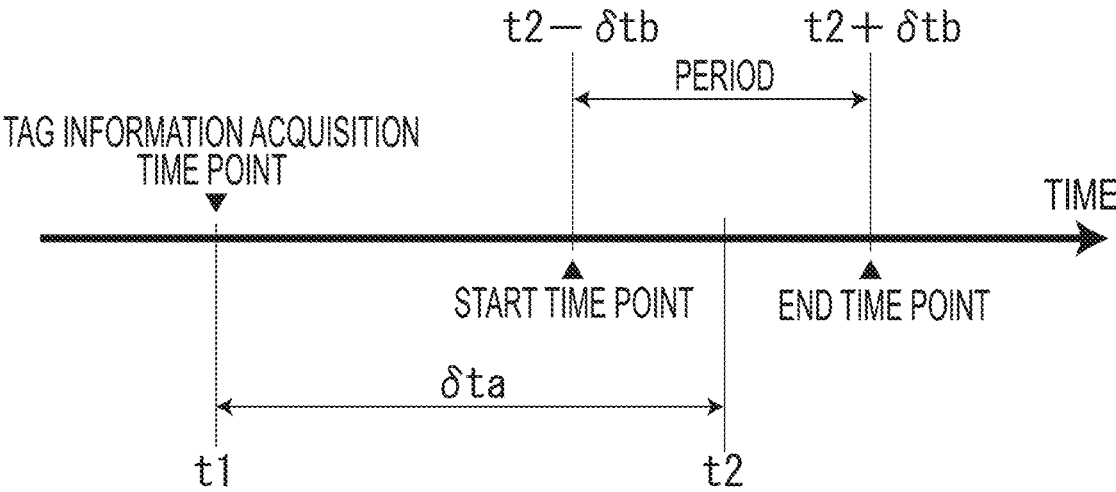 t2− δtb
t2+ δtb
PERIOD
TAG INFORMATION ACQUISITION
TIME POINT
TIME
START TIME POINT
END TIME POINT
δta
t1
t2